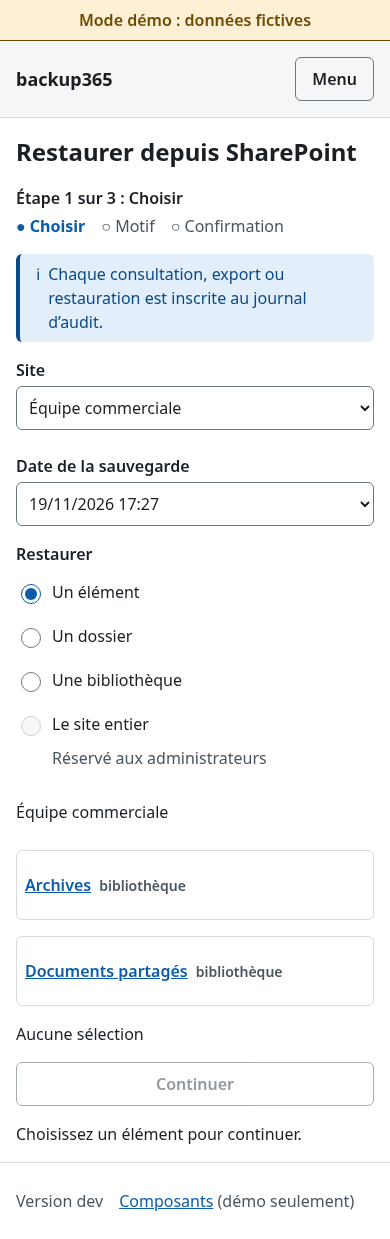 Mode démo : données fictives
backup365
Menu
Restaurer depuis SharePoint
Étape 1 sur 3 : Choisir
● Choisir ○ Motif ○ Confirmation
i Chaque consultation, export ou
restauration est inscrite au journal
d’audit.
Site
Équipe commerciale
Date de la sauvegarde
19/11/2026 17:27
Restaurer
Un élément
Un dossier
Une bibliothèque
Le site entier
Réservé aux administrateurs
Équipe commerciale
Archives bibliothèque
Documents partagés bibliothèque
Aucune sélection
Continuer
Choisissez un élément pour continuer.
Version dev Composants (démo seulement)